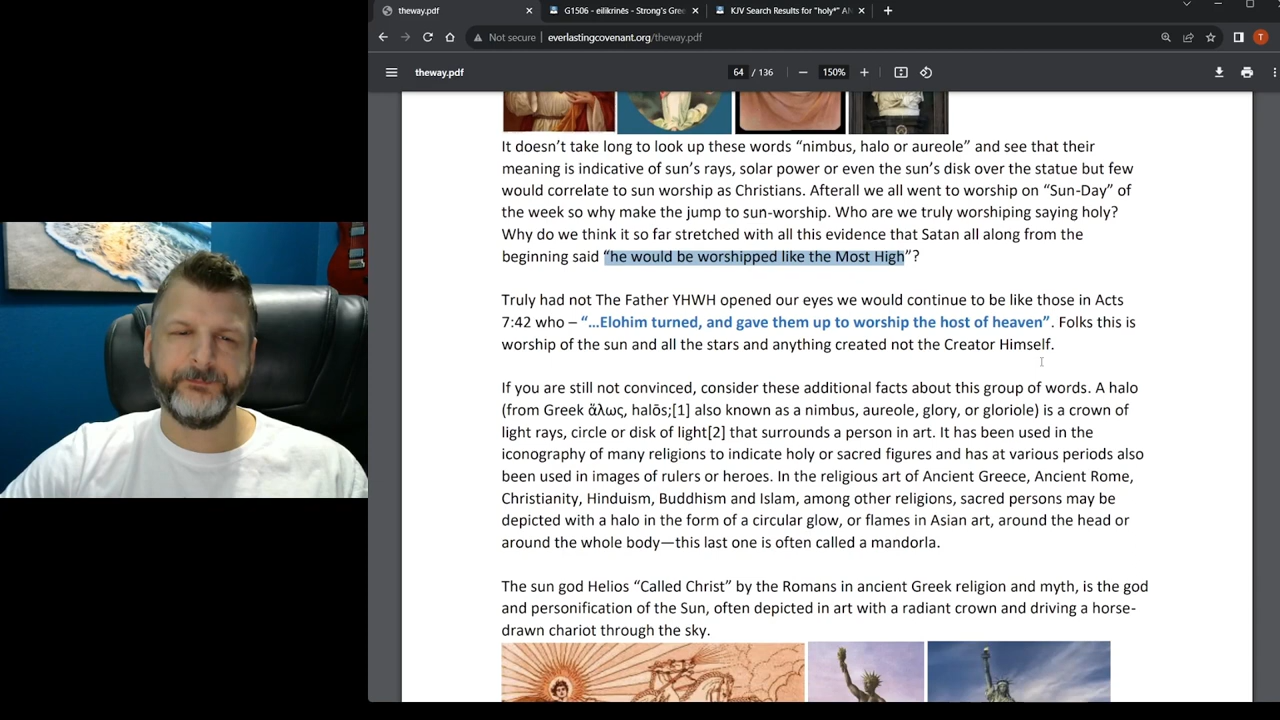 theway.pdf
G1506 - eilikrinēs - Strong's Gree
KJV Search Results for "holy*" A
Not secure
everlastingcovenant.org/theway.pdf
T
theway.pdf
64 / 136
150%
It doesn't take long to look up these words “nimbus, halo or aureole” and see that their
meaning is indicative of sun's rays, solar power or even the sun's disk over the statue but few
would correlate to sun worship as Christians. Afterall we all went to worship on “Sun-Day” of
the week so why make the jump to sun-worship. Who are we truly worshiping saying holy?
Why do we think it so far stretched with all this evidence that Satan all along from the
beginning said “he would be worshipped like the Most High”?
Truly had not The Father YHWH opened our eyes we would continue to be like those in Acts
7:42 who – “…Elohim turned, and gave them up to worship the host of heaven”. Folks this is
worship of the sun and all the stars and anything created not the Creator Himself.
If you are still not convinced, consider these additional facts about this group of words. A halo
(from Greek ἅλως, halōs;[1] also known as a nimbus, aureole, glory, or gloriole) is a crown of
light rays, circle or disk of light[2] that surrounds a person in art. It has been used in the
iconography of many religions to indicate holy or sacred figures and has at various periods also
been used in images of rulers or heroes. In the religious art of Ancient Greece, Ancient Rome,
Christianity, Hinduism, Buddhism and Islam, among other religions, sacred persons may be
depicted with a halo in the form of a circular glow, or flames in Asian art, around the head or
around the whole body—this last one is often called a mandorla.
The sun god Helios “Called Christ” by the Romans in ancient Greek religion and myth, is the god
and personification of the Sun, often depicted in art with a radiant crown and driving a horse-
drawn chariot through the sky.